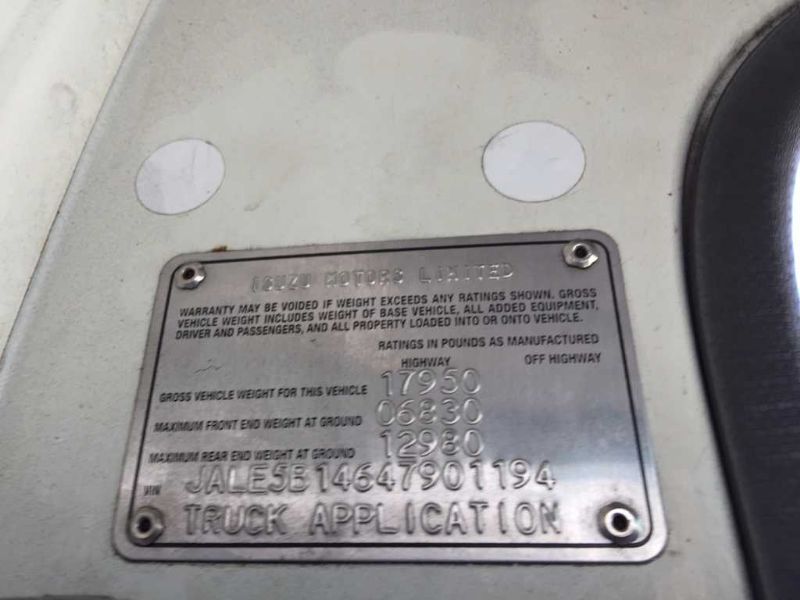 ISUZU MOTORS LIMITED
WARRANTY MAY BE VOIDED IF WEIGHT EXCEEDS ANY RATINGS SHOWN. GROSS
VEHICLE WEIGHT INCLUDES WEIGHT OF BASE VEHICLE, ALL ADDED EQUIPMENT,
DRIVER AND PASSENGERS, AND ALL PROPERTY LOADED INTO OR ONTO VEHICLE.
RATINGS IN POUNDS AS MANUFACTURED
HIGHWAY OFF HIGHWAY
GROSS VEHICLE WEIGHT FOR THIS VEHICLE 17950
MAXIMUM FRONT END WEIGHT AT GROUND 06830
MAXIMUM REAR END WEIGHT AT GROUND 12980
VIN JALE5B14647901194
TRUCK APPLICATION